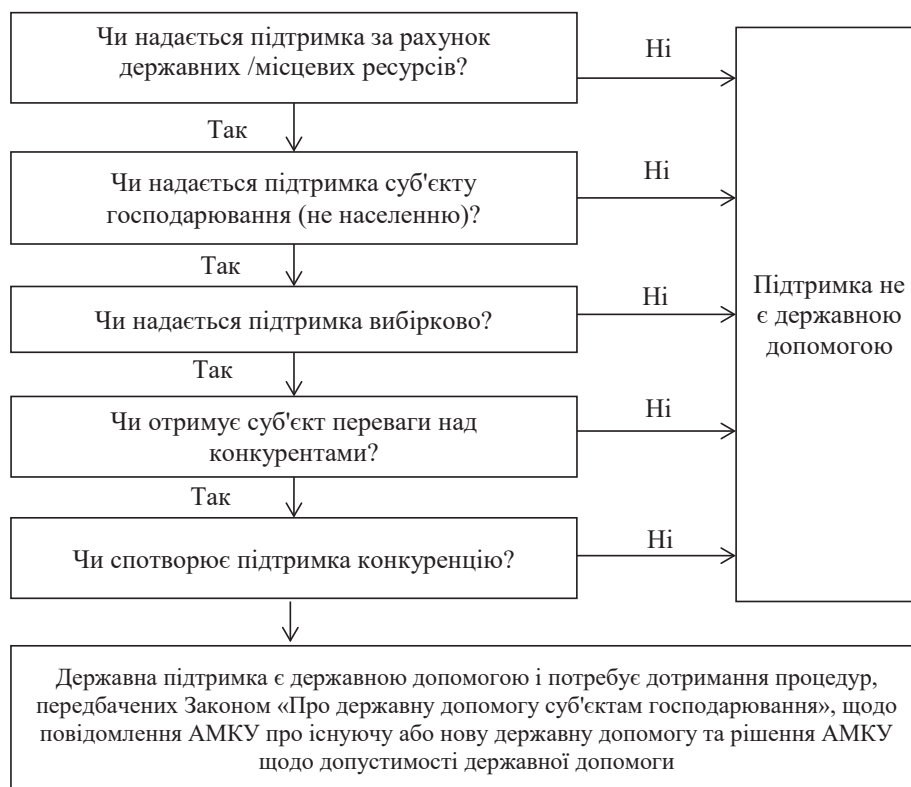 Чи надається підтримка за рахунок
державних /місцевих ресурсів?
Ні
Так
Чи надається підтримка суб'єкту
господарювання (не населенню)?
Ні
Так
Чи надається підтримка вибірково?
Ні
Так
Чи отримує суб'єкт переваги над
конкурентами?
Ні
Так
Чи спотворює підтримка конкуренцію?
Ні
Підтримка не
є державною
допомогою
Державна підтримка є державною допомогою і потребує дотримання процедур,
передбачених Законом «Про державну допомогу суб'єктам господарювання», щодо
повідомлення АМКУ про існуючу або нову державну допомогу та рішення АМКУ
щодо допустимості державної допомоги